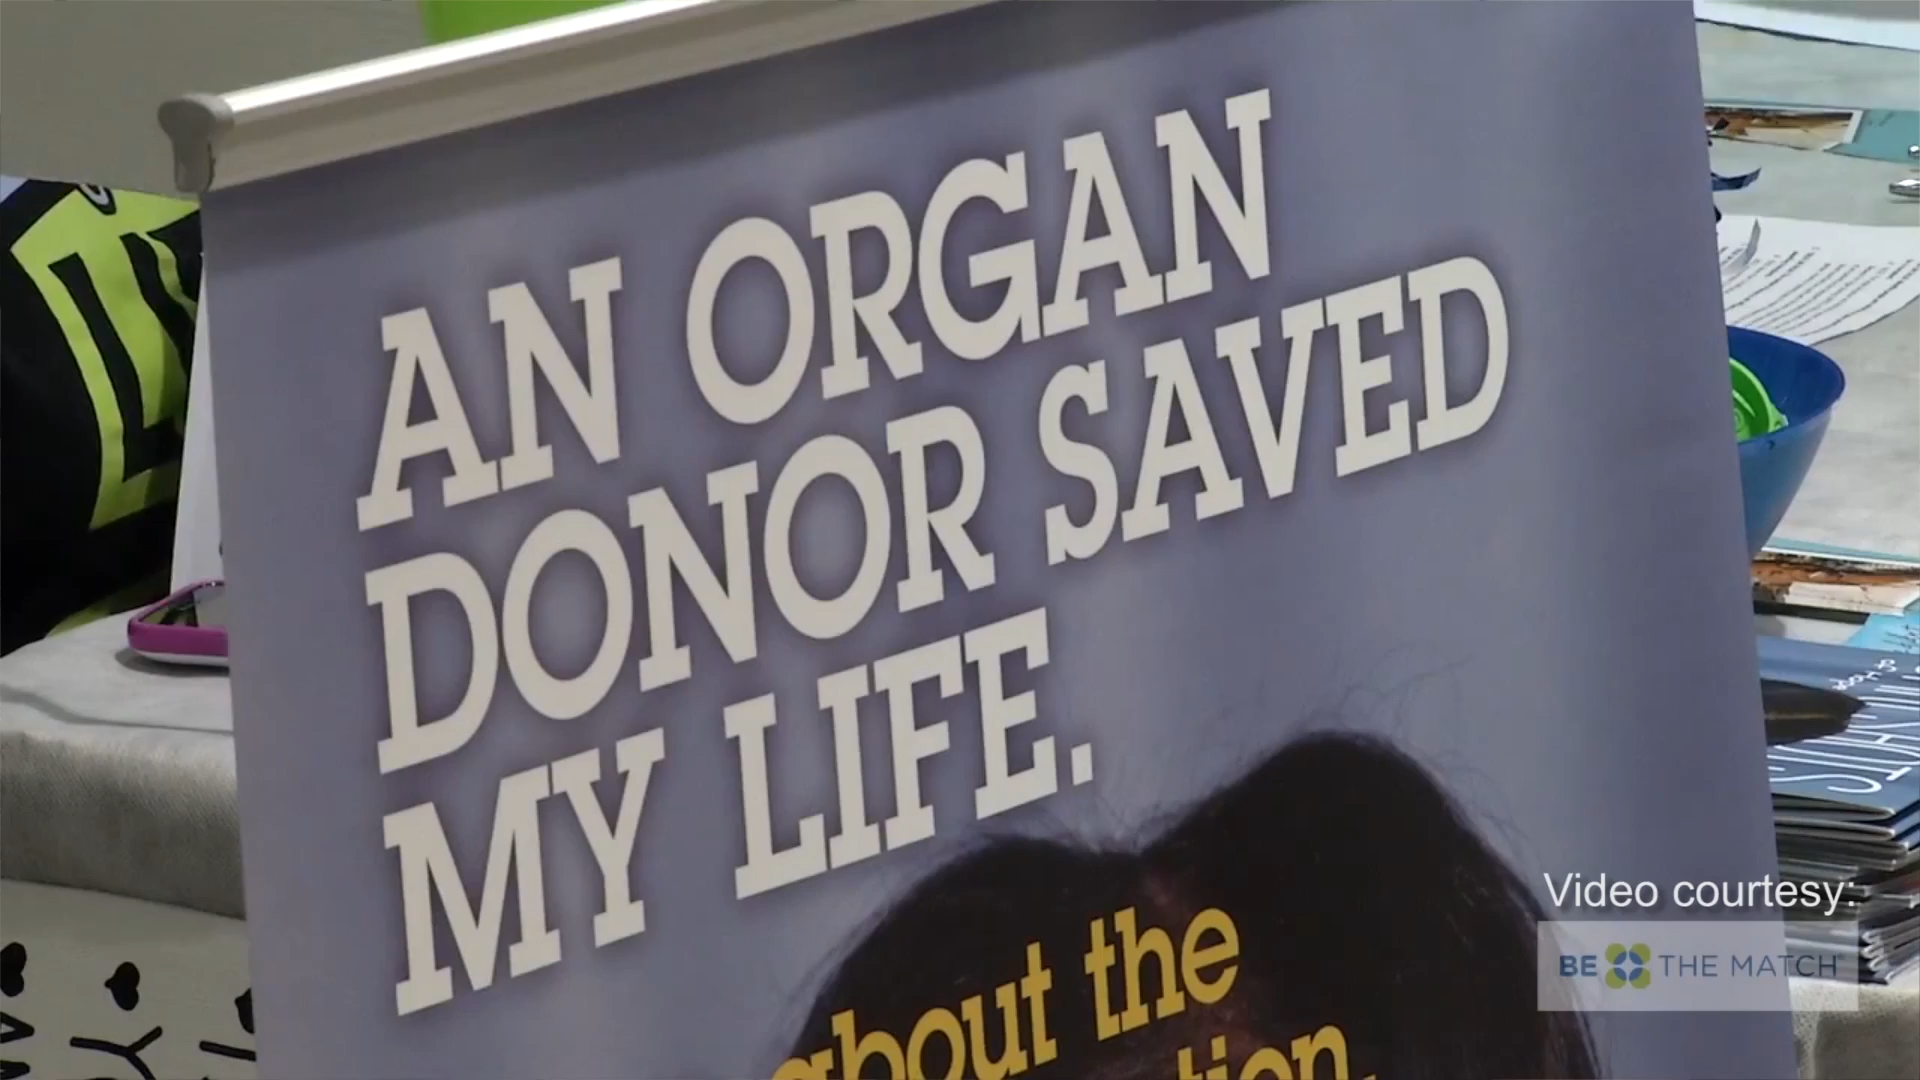 AN ORGAN
DONOR SAVED
MY LIFE.
about the
Video courtesy:
BE THE MATCH